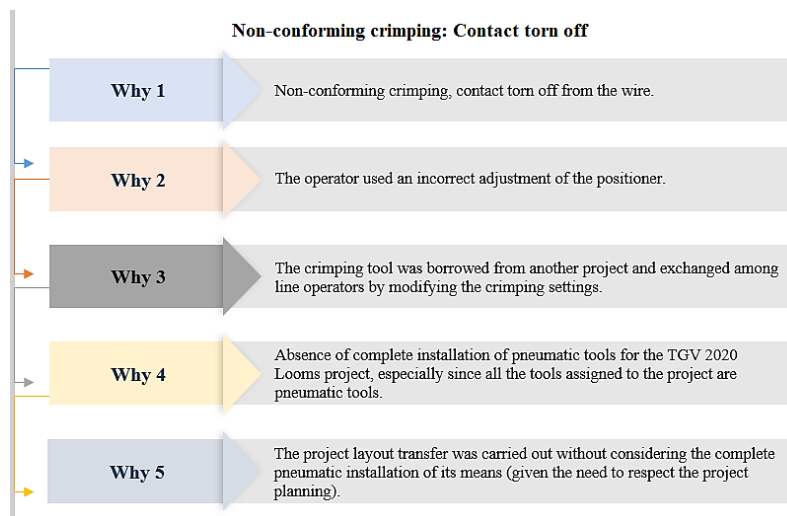 Non-conforming crimping: Contact torn off
Why 1
Non-conforming crimping, contact torn off from the wire.
Why 2
The operator used an incorrect adjustment of the positioner.
Why 3
The crimping tool was borrowed from another project and exchanged among
line operators by modifying the crimping settings.
Why 4
Absence of complete installation of pneumatic tools for the TGV 2020
Looms project, especially since all the tools assigned to the project are
pneumatic tools.
Why 5
The project layout transfer was carried out without considering the complete
pneumatic installation of its means (given the need to respect the project
planning).